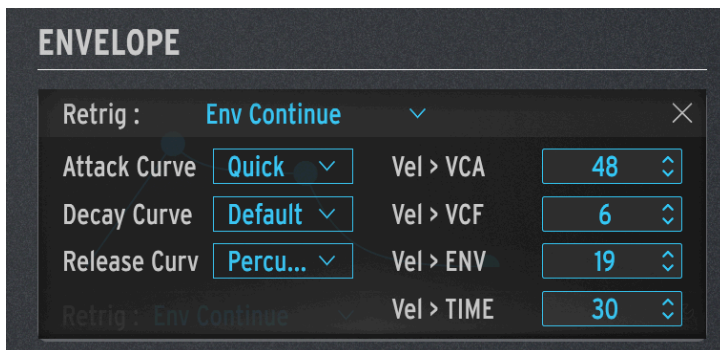 ENVELOPE
Retrig : Env Continue
Attack Curve Quick Vel > VCA 48
Decay Curve Default Vel > VCF 6
Release Curv Percu... Vel > ENV 19
Retrig : Env Continue Vel > TIME 30